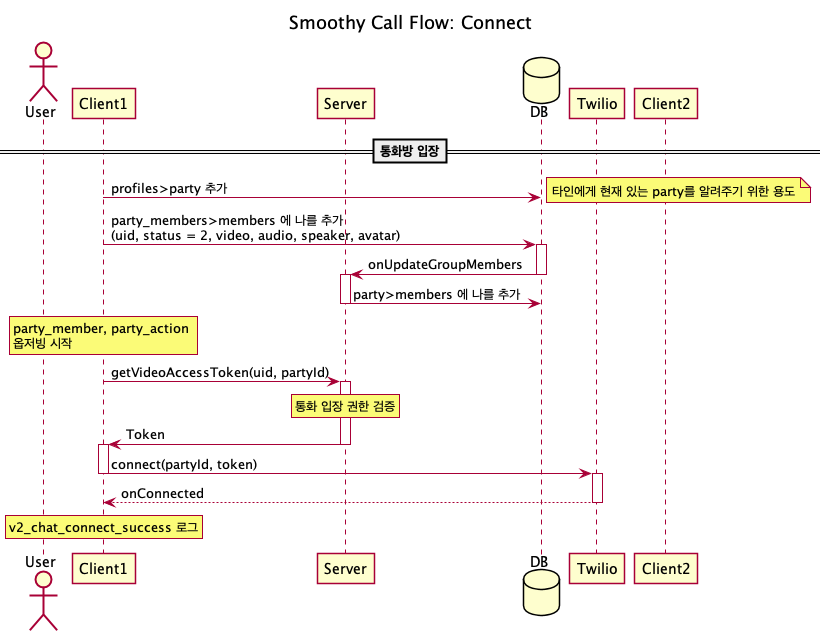 Smoothy Call Flow: Connect
User
Client1
Server
DB
Twilio
Client2
통화방 입장
profiles>party 추가
타인에게 현재 있는 party를 알려주기 위한 용도
party_members>members 에 나를 추가
(uid, status = 2, video, audio, speaker, avatar)
onUpdateGroupMembers
party>members 에 나를 추가
party_member, party_action
옵저빙 시작
getVideoAccessToken(uid, partyId)
통화 입장 권한 검증
Token
connect(partyId, token)
onConnected
v2_chat_connect_success 로그
User
Client1
Server
DB
Twilio
Client2